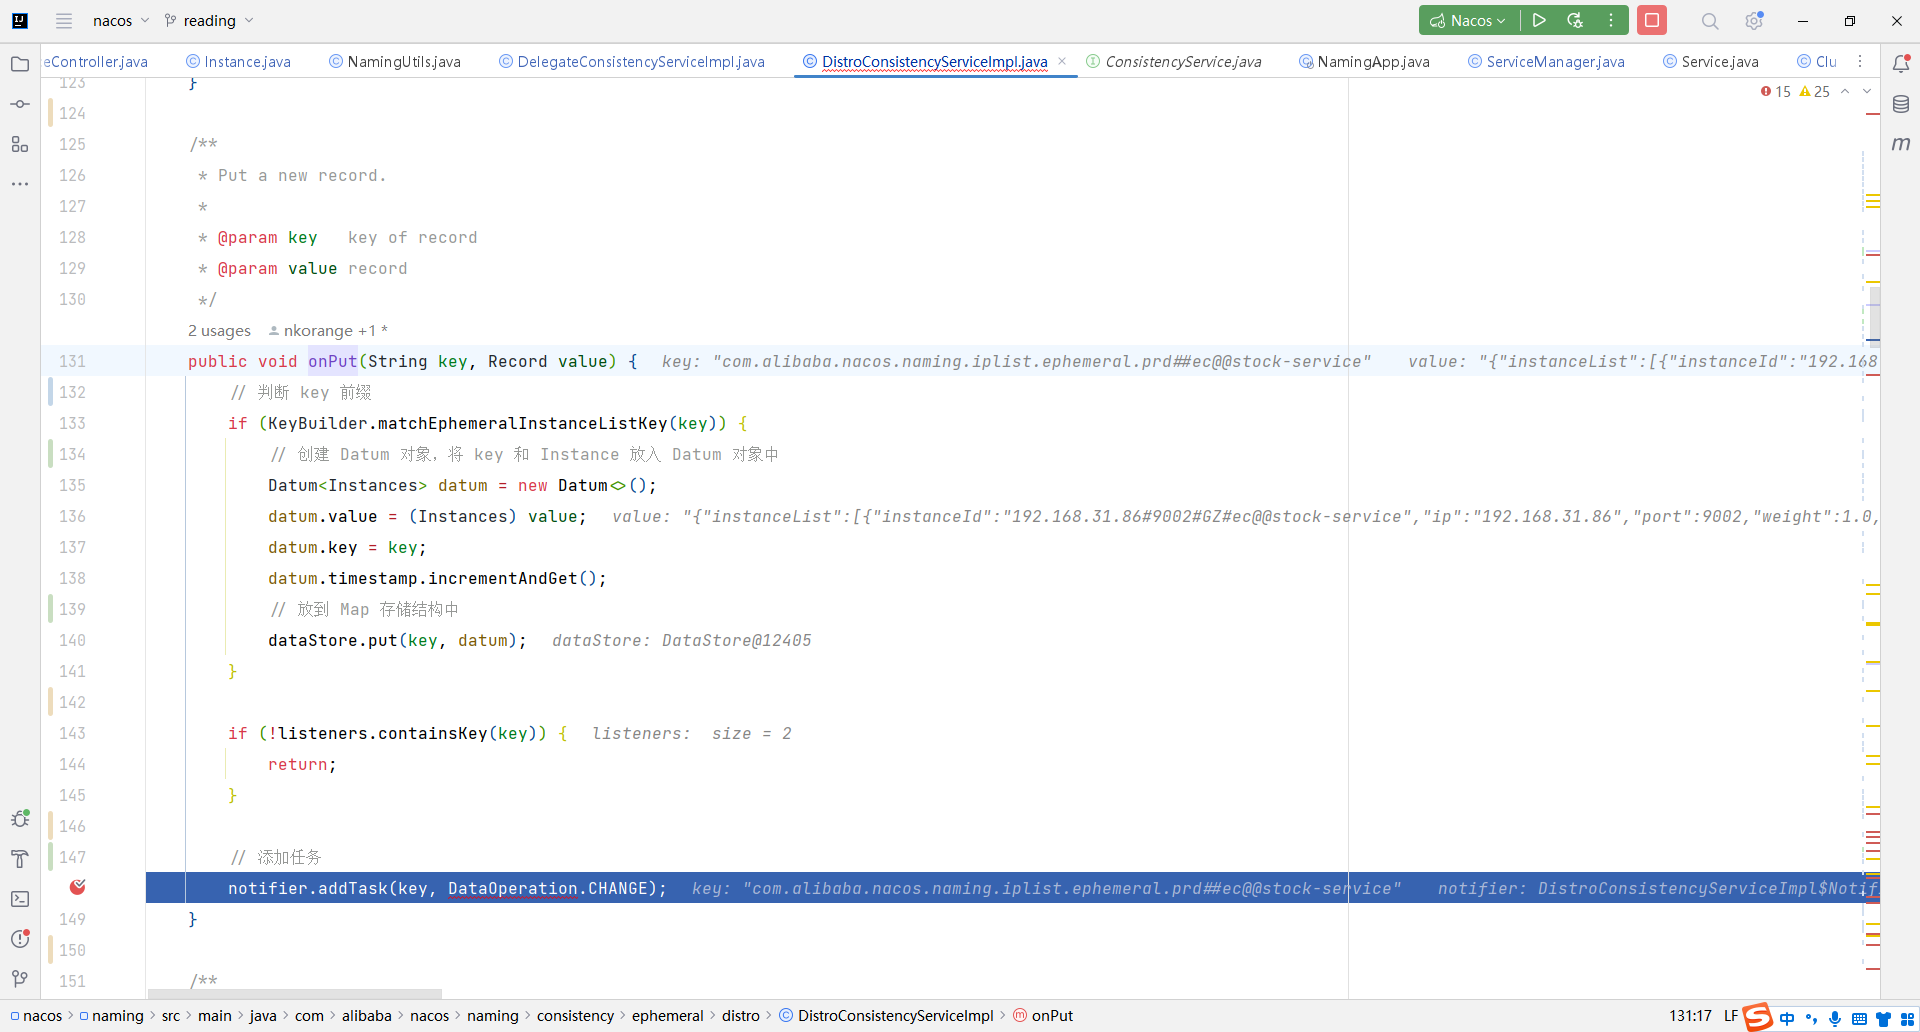 nacos reading Nacos
eController.java Instance.java NamingUtils.java DelegateConsistencyServiceImpl.java DistroConsistencyServiceImpl.java ConsistencyService.java NamingApp.java ServiceManager.java Service.java Clu
15 25
123 }
124
125 /**
126 * Put a new record.
127 *
128 * @param key key of record
129 * @param value record
130 */
2 usages nkorange +1 *
131 public void onPut(String key, Record value) { key: "com.alibaba.nacos.naming.iplist.ephemeral.prd##ec@@stock-service" value: "{"instanceList":[{"instanceId":"192.168
132 // 判断 key 前缀
133 if (KeyBuilder.matchEphemeralInstanceListKey(key)) {
134 // 创建 Datum 对象，将 key 和 Instance 放入 Datum 对象中
135 Datum<Instances> datum = new Datum<>();
136 datum.value = (Instances) value; value: "{"instanceList":[{"instanceId":"192.168.31.86#9002#GZ#ec@@stock-service","ip":"192.168.31.86","port":9002,"weight":1.0,
137 datum.key = key;
138 datum.timestamp.incrementAndGet();
139 // 放到 Map 存储结构中
140 dataStore.put(key, datum); dataStore: DataStore@12405
141 }
142
143 if (!listeners.containsKey(key)) { listeners: size = 2
144 return;
145 }
146
147 // 添加任务
notifier.addTask(key, DataOperation.CHANGE); key: "com.alibaba.nacos.naming.iplist.ephemeral.prd##ec@@stock-service" notifier: DistroConsistencyServiceImpl$Notif
149 }
150
151 /**
nacos naming src main java com alibaba nacos naming consistency ephemeral distro DistroConsistencyServiceImpl onPut 131:17 LF 中